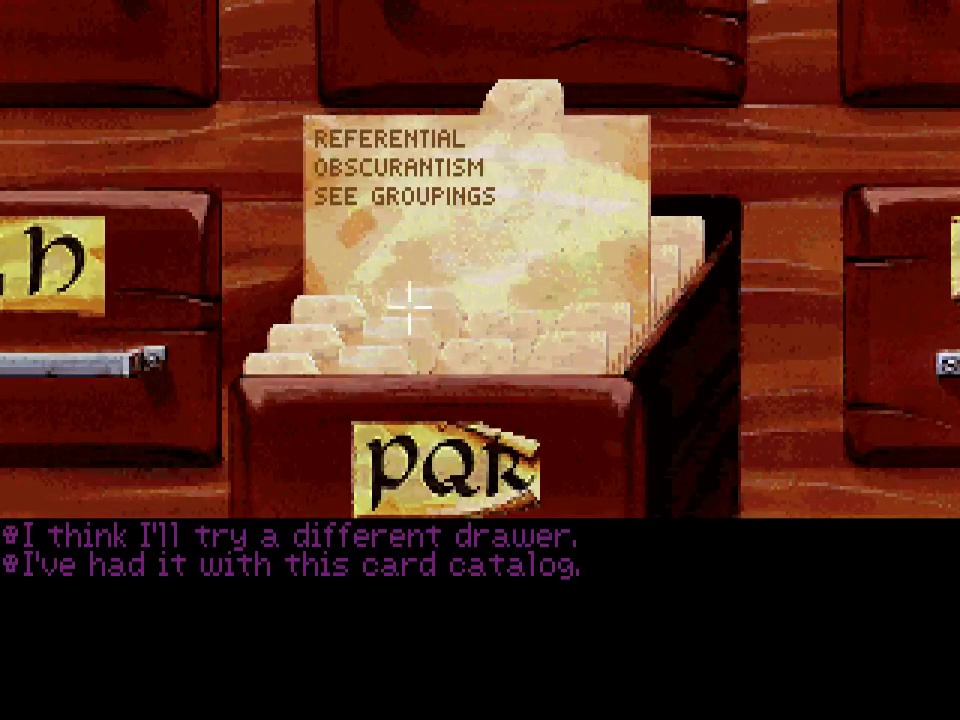 REFERENTIAL
OBSCURANTISM
SEE GROUPINGS
h
PQR
I think I'll try a different drawer.
I've had it with this card catalog.